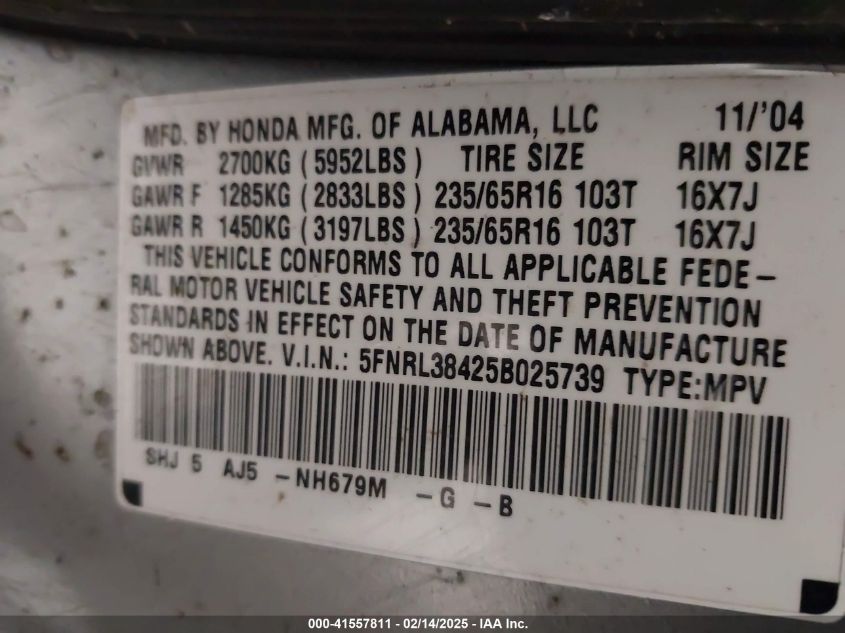 MFD. BY HONDA MFG. OF ALABAMA, LLC 11/'04
GVWR 2700KG (5952LBS) TIRE SIZE RIM SIZE
GAWR F 1285KG (2833LBS) 235/65R16 103T 16X7J
GAWR R 1450KG (3197LBS) 235/65R16 103T 16X7J
THIS VEHICLE CONFORMS TO ALL APPLICABLE FEDE-
RAL MOTOR VEHICLE SAFETY AND THEFT PREVENTION
STANDARDS IN EFFECT ON THE DATE OF MANUFACTURE
SHOWN ABOVE. V.I.N.: 5FNRL38425B025739 TYPE:MPV
SHJ 5 AJ5 -NH679M -G -B
000-41557811 - 02/14/2025 - IAA Inc.